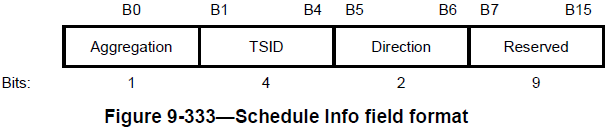 B0 B1 B4 B5 B6 B7 B15
Aggregation TSID Direction Reserved
Bits: 1 4 2 9
Figure 9-333—Schedule Info field format